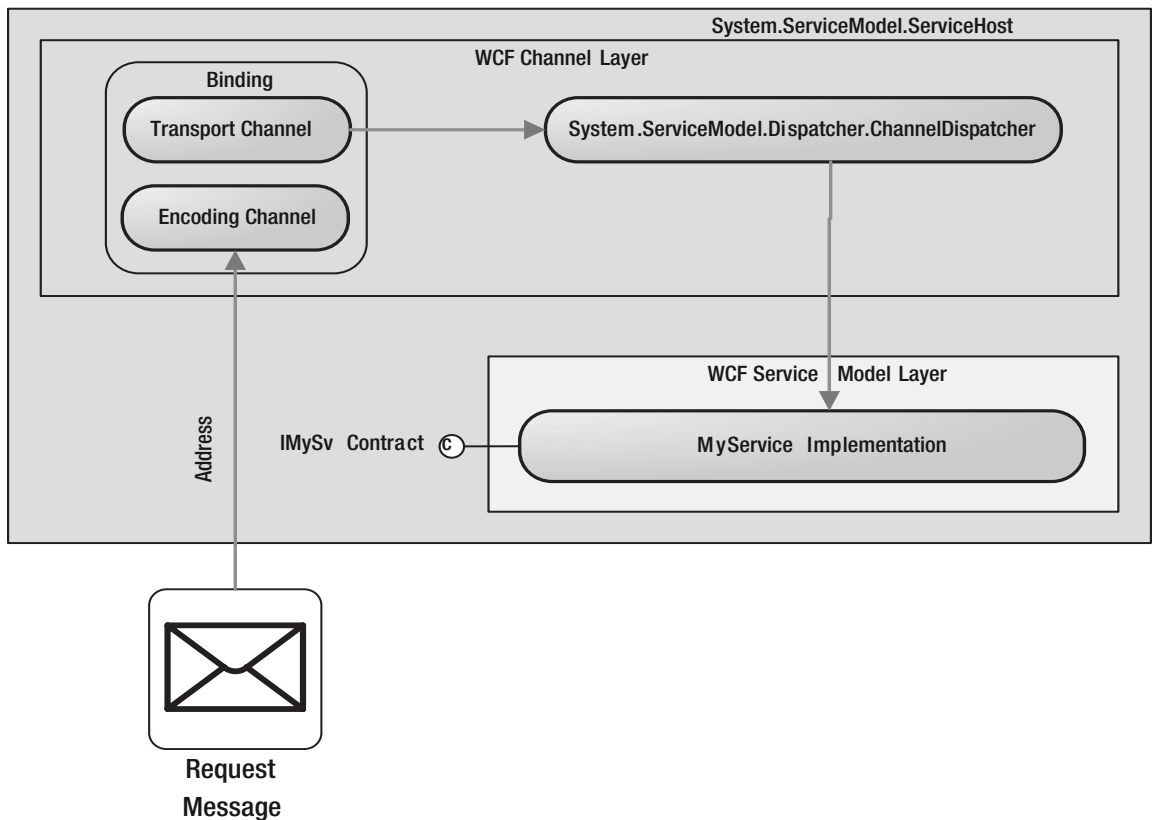 System.ServiceModel.ServiceHost
WCF Channel Layer
Binding
Transport Channel
System.ServiceModel.Dispatcher.ChannelDispatcher
Encoding Channel
WCF Service Model Layer
Address
IMySv Contract C
MyService Implementation
Request
Message